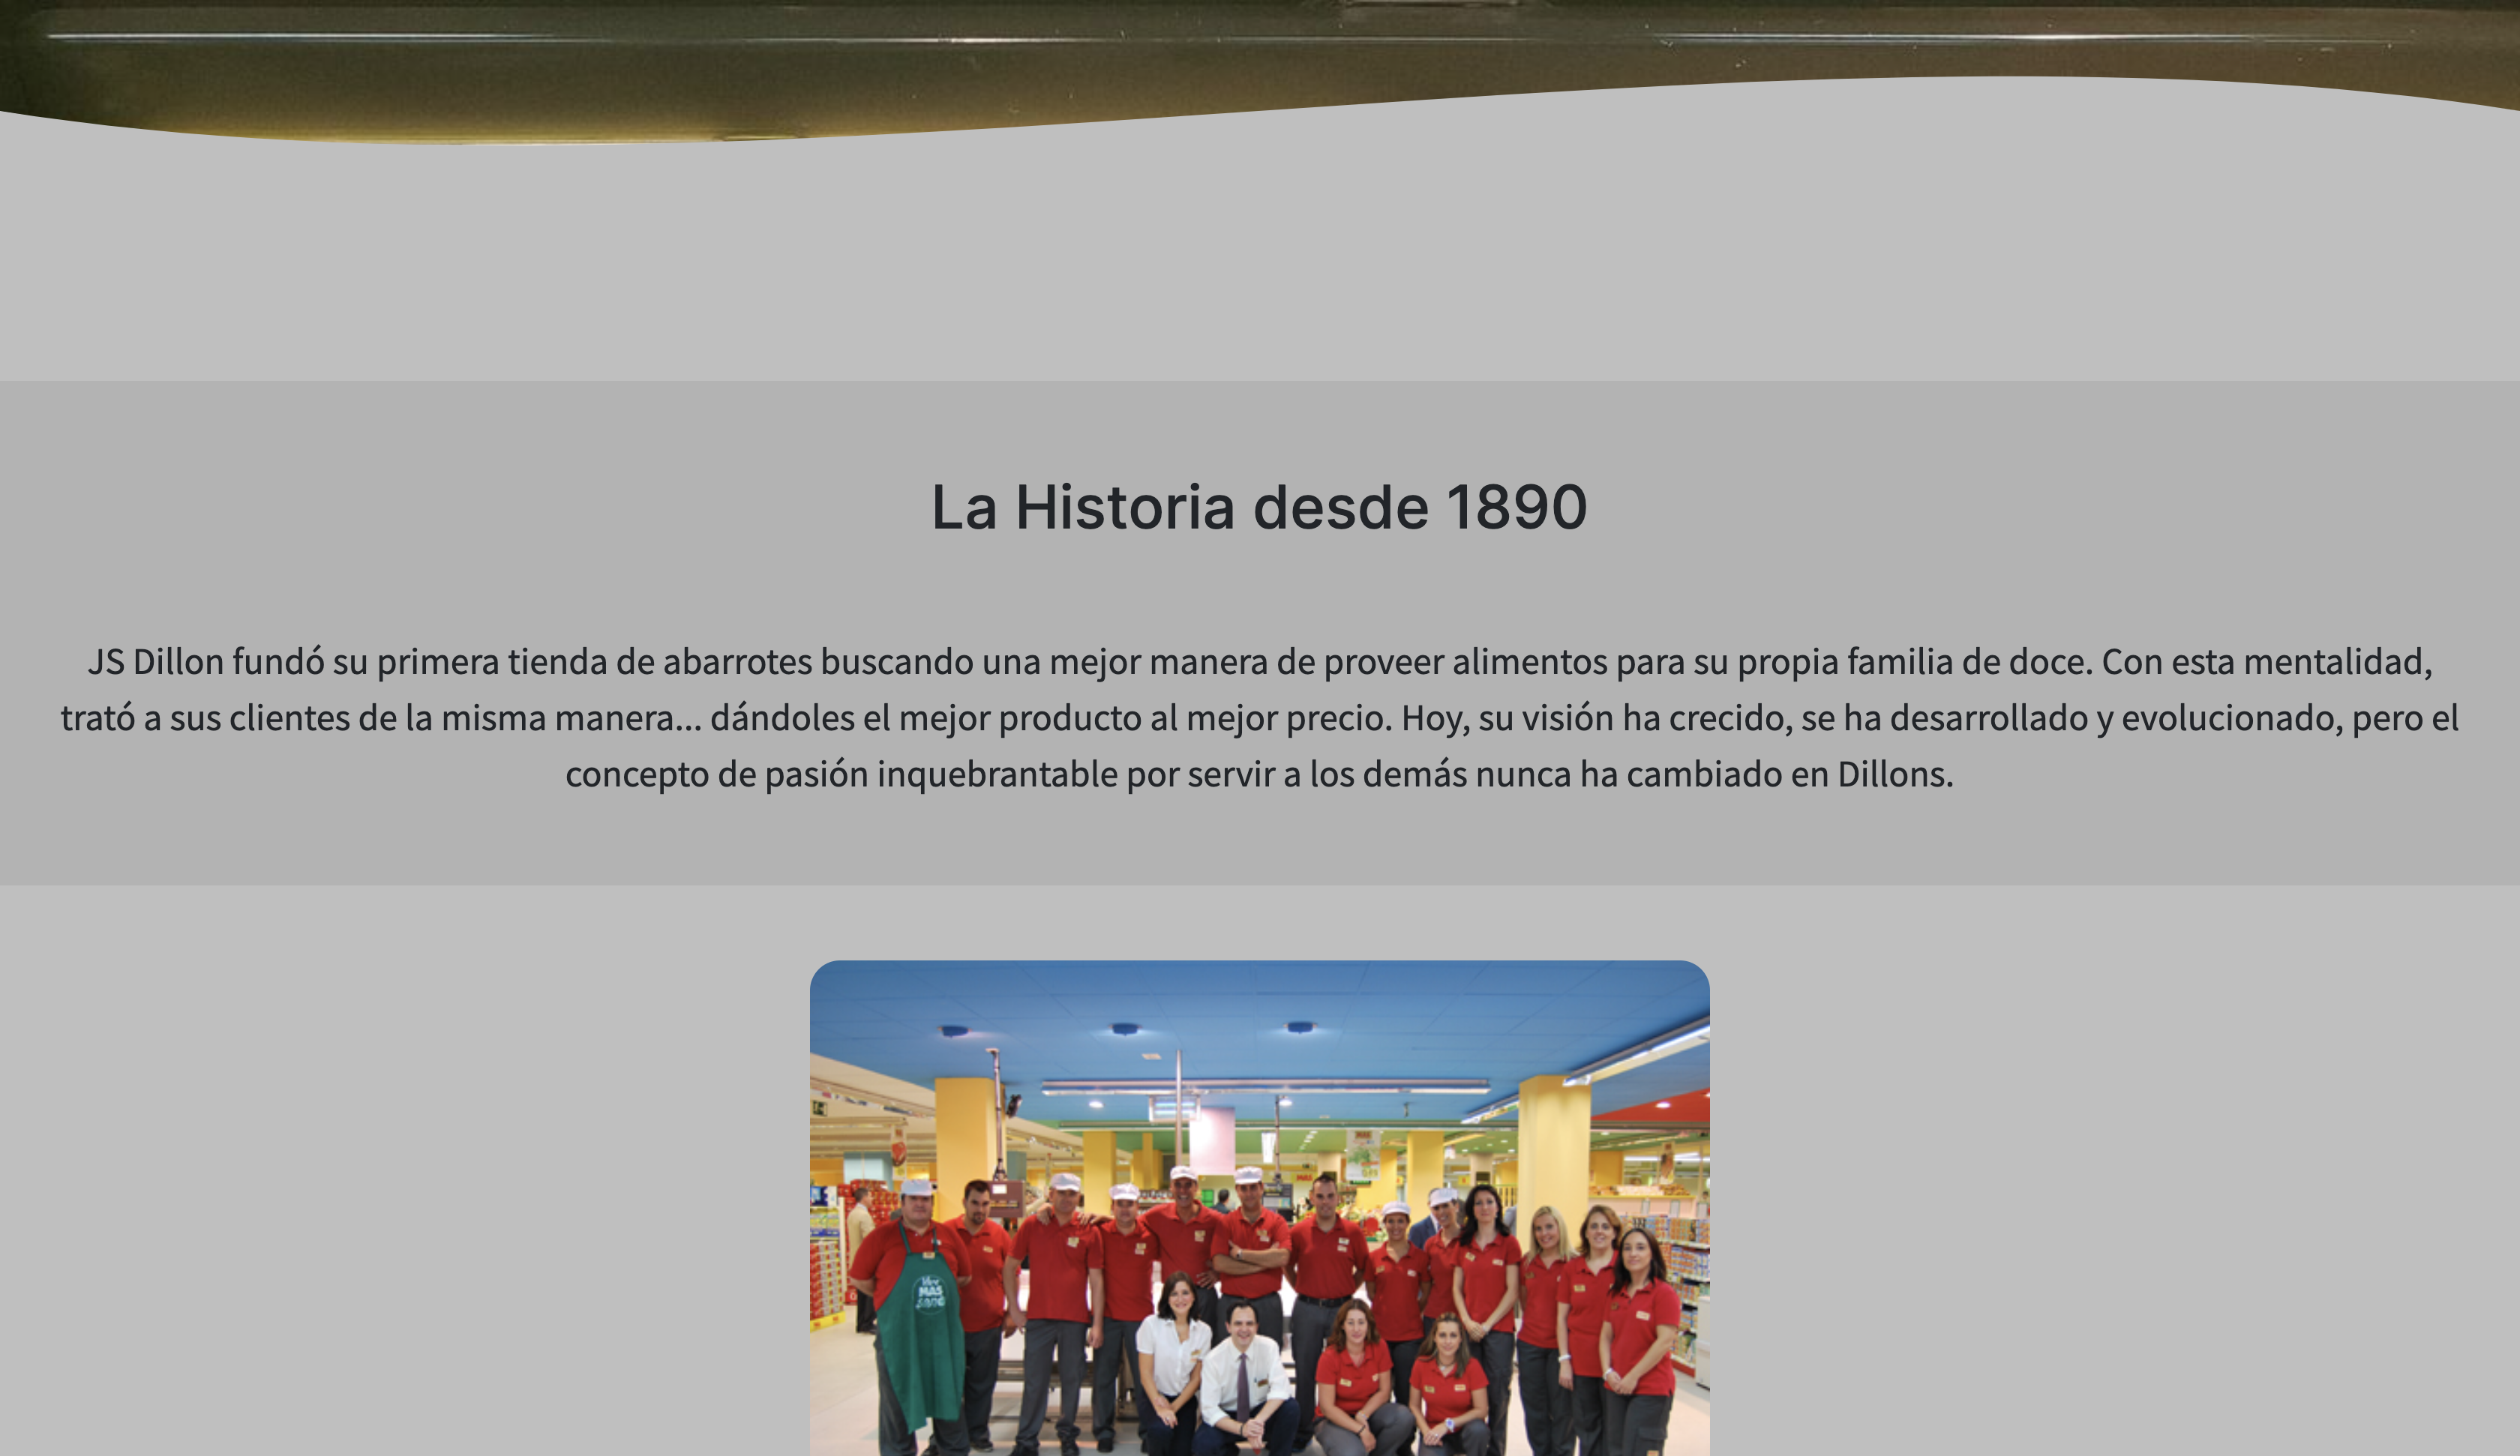 La Historia desde 1890
JS Dillon fundó su primera tienda de abarrotes buscando una mejor manera de proveer alimentos para su propia familia de doce. Con esta mentalidad,
trató a sus clientes de la misma manera... dándoles el mejor producto al mejor precio. Hoy, su visión ha crecido, se ha desarrollado y evolucionado, pero el
concepto de pasión inquebrantable por servir a los demás nunca ha cambiado en Dillons.
MAS